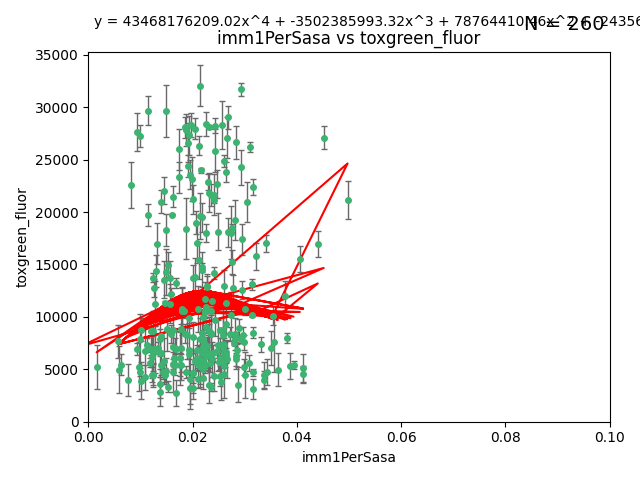 y = 43468176209.02x^4 + -3502385993.32x^3 +
N = 260
imm1PerSasa vs toxgreen_fluor
35000
30000
25000
20000
15000
10000
5000
0
toxgreen_fluor
0.00 0.02 0.04 0.06 0.08 0.10
imm1PerSasa